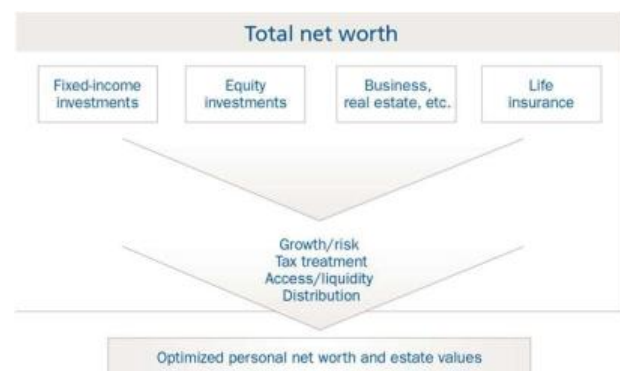 Total net worth
Fixed-income
investments
Equity
investments
Business,
real estate, etc.
Life
insurance
Growth/risk
Tax treatment
Access/liquidity
Distribution
Optimized personal net worth and estate values